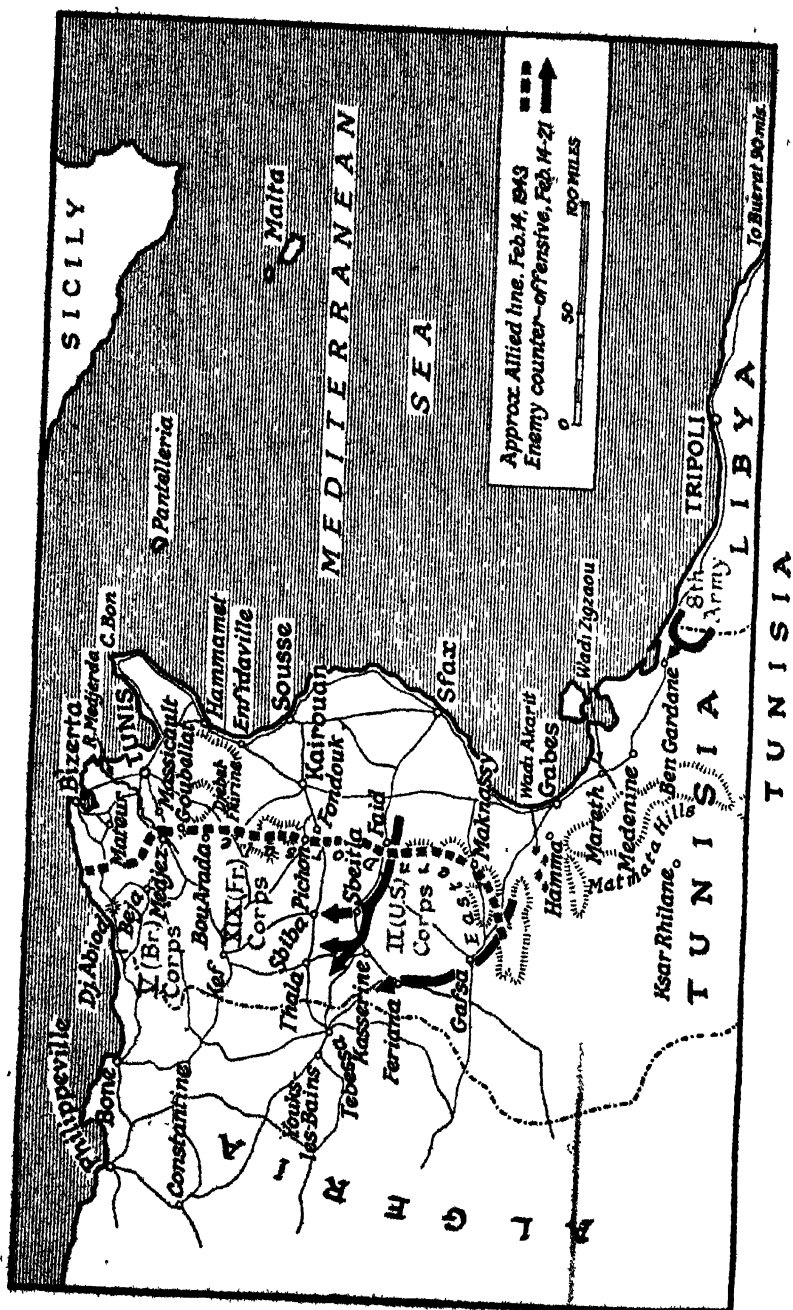 SICILY
Malta
Pantelleria
MEDITERRANEAN
SEA
Approx. Allied line. Feb. 14. 1943
Enemy counter-offensive, Feb. 14-21
0 50 100 MILES
To Buerat 90 mls.
Philippeville
Bone
Constantine
Dj Abiod
Beja
Mateur
Bizerta
R. Medjerda
C. Bon
TUNIS
Massicault
Goubellat
Medjez
V (Br.)
Corps
Bou Arada
Hammamet
Enfidaville
XIX (Fr.)
Corps
Kef
Sousse
Kairouan
Fondouk
Pichon
Sbiba
Thala
Sbeitla
Faid
Youks-
les-Bains
Tebessa
Kasserine
Feriana
II (U.S.)
Corps
Sfax
Maknassy
Gafsa
East
Wadi Akarit
Gabes
Wadi Zigzaou
Hamma
Mareth
Medenine
Matmata Hills
Ben Gardane
Ksar Rhilane
8th
Army
TRIPOLI
LIBYA
ALGERIA
TUNISIA
TUNISIA